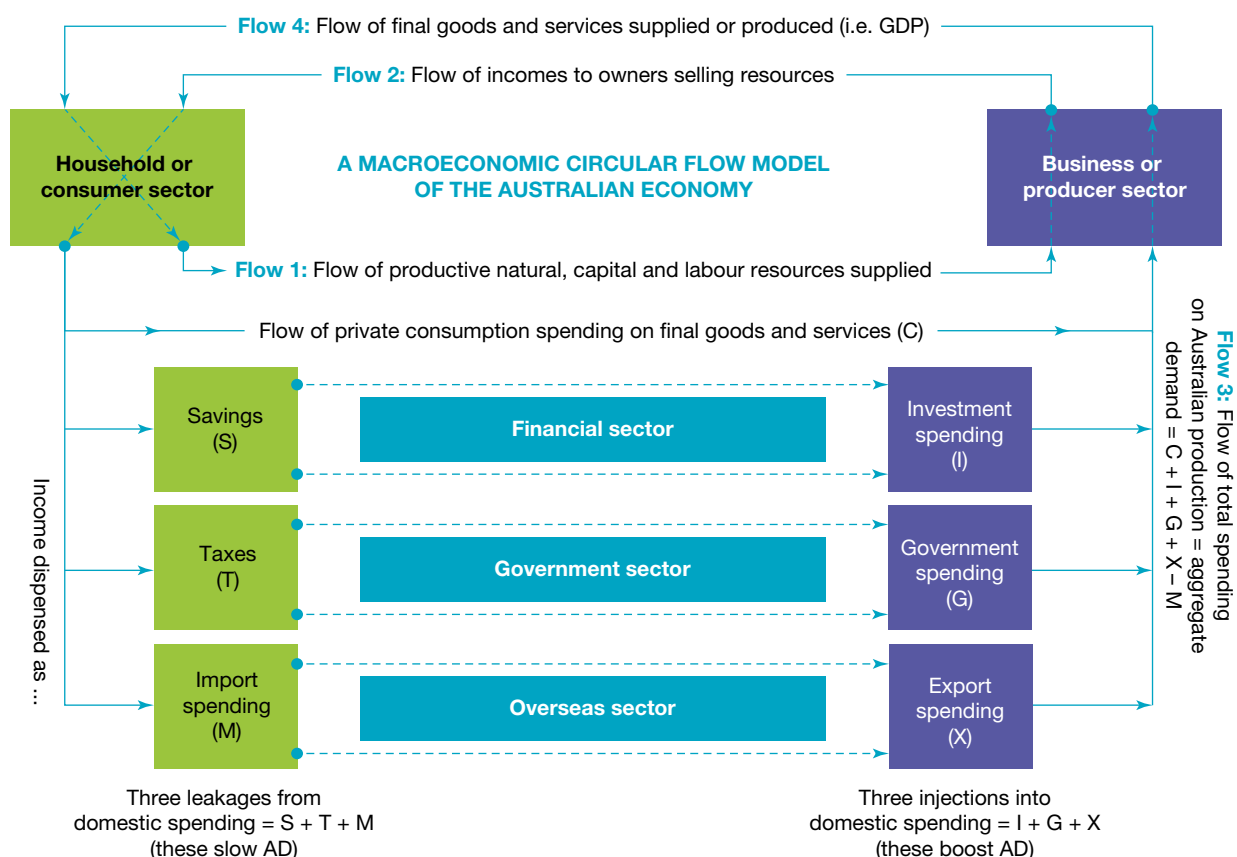 Flow 4: Flow of final goods and services supplied or produced (i.e. GDP)
Flow 2: Flow of incomes to owners selling resources
Household or
consumer sector
A MACROECONOMIC CIRCULAR FLOW MODEL
OF THE AUSTRALIAN ECONOMY
Business or
producer sector
Flow 1: Flow of productive natural, capital and labour resources supplied
Flow of private consumption spending on final goods and services (C)
Flow 3: Flow of total spending
on Australian production = aggregate
demand = C + I + G + X – M
Income dispensed as ...
Savings
(S)
Financial sector
Investment
spending
(I)
Taxes
(T)
Government sector
Government
spending
(G)
Import
spending
(M)
Overseas sector
Export
spending
(X)
Three leakages from
domestic spending = S + T + M
(these slow AD)
Three injections into
domestic spending = I + G + X
(these boost AD)